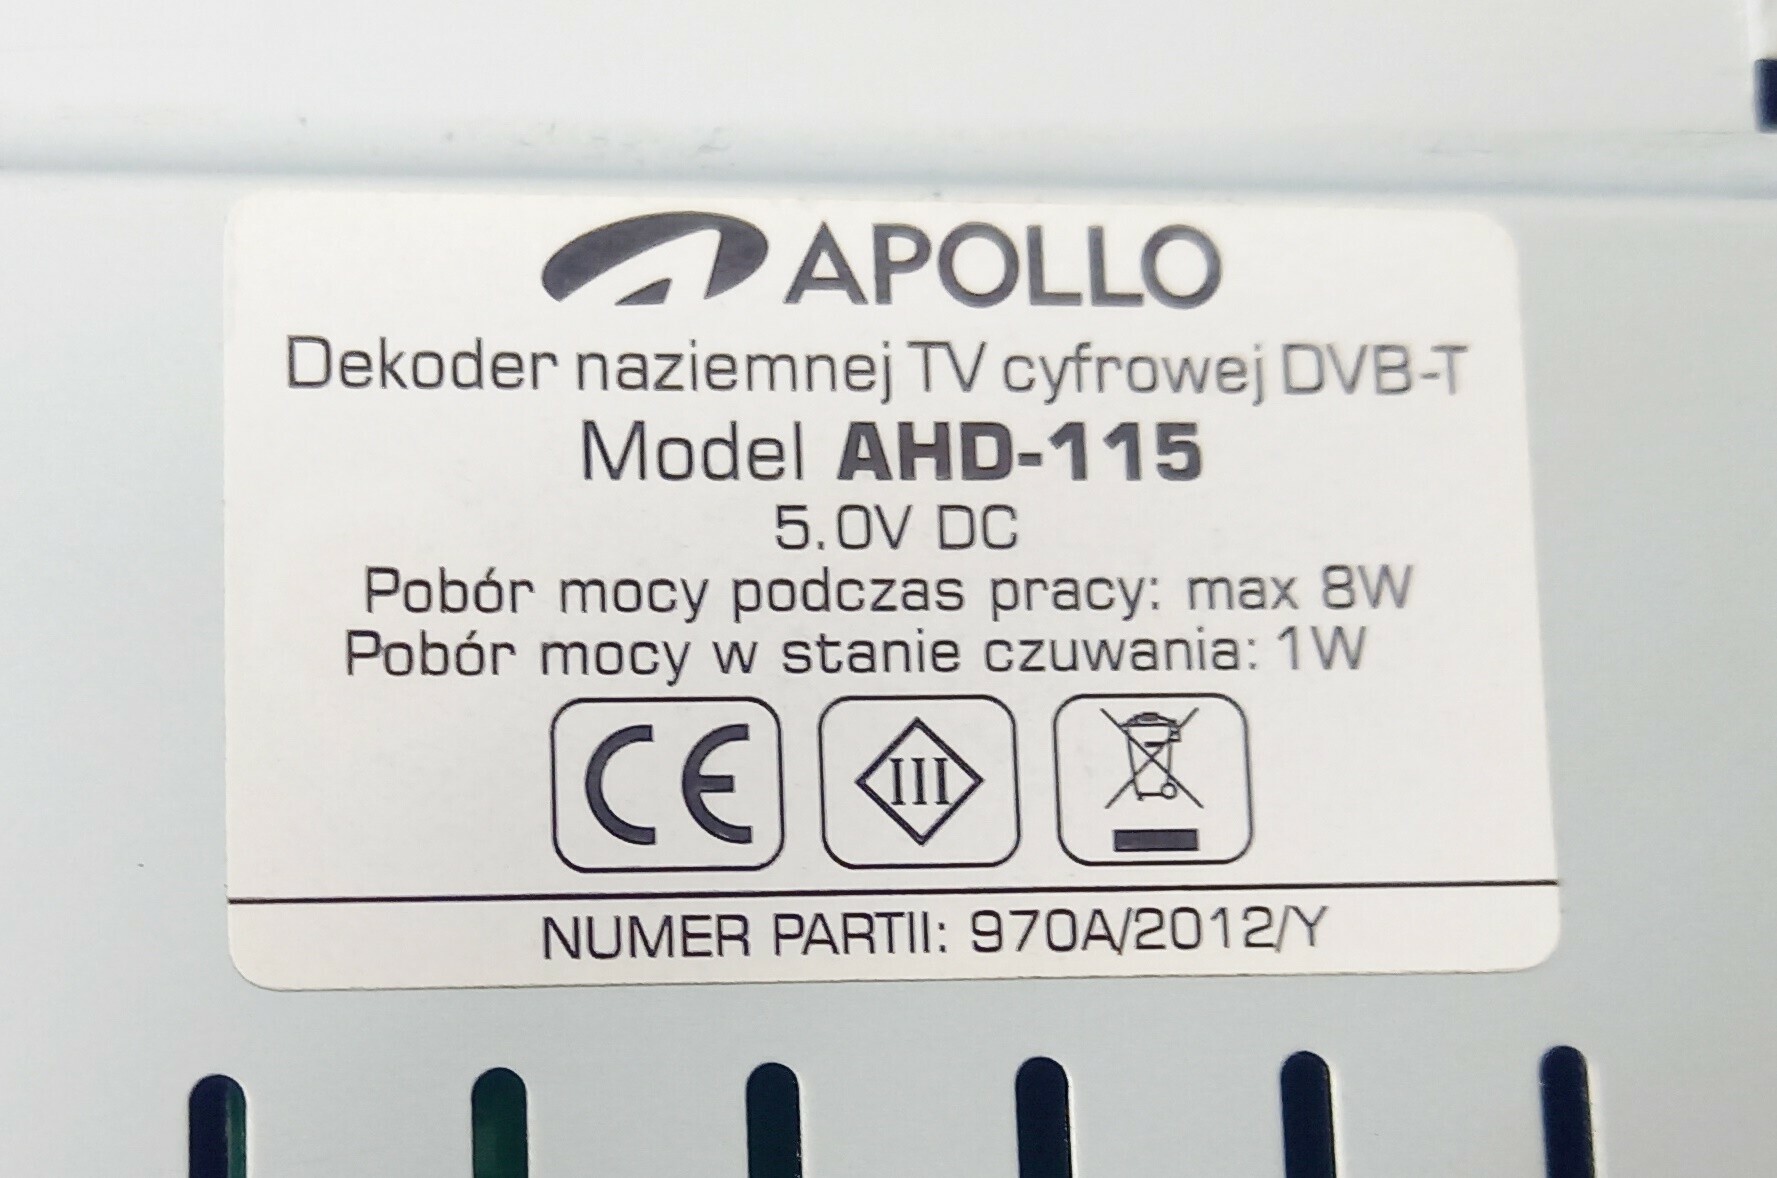 APOLLO
Dekoder naziemnej TV cyfrowej DVB-T
Model AHD-115
5.0V DC
Pobór mocy podczas pracy: max 8W
Pobór mocy w stanie czuwania: 1W
CE III
NUMER PARTII: 970A/2012/Y